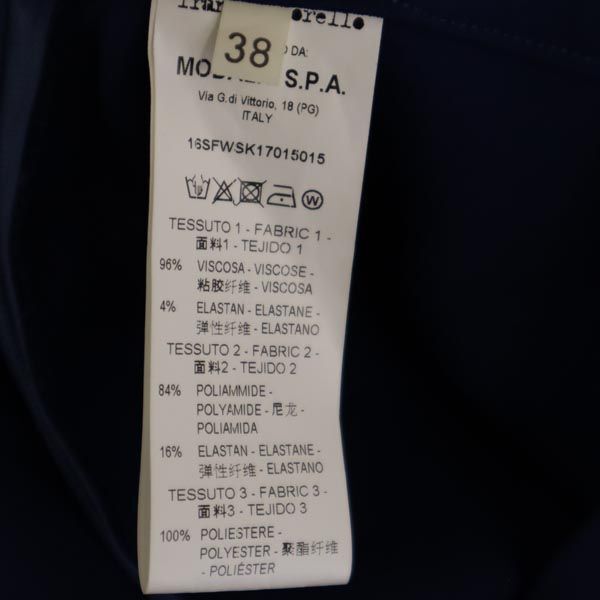 38
O DA:
S.P.A.
Via G.di Vittorio, 18 (PG)
ITALY
16SFWSK17015015
W
TESSUTO 1 - FABRIC 1 -
面料1 - TEJIDO 1
96% VISCOSA - VISCOSE -
粘胶纤维 - VISCOSA
4% ELASTAN - ELASTANE -
弹性纤维 - ELASTANO
TESSUTO 2 - FABRIC 2 -
面料2 - TEJIDO 2
84% POLIAMMIDE -
POLYAMIDE - 尼龙 -
POLIAMIDA
16% ELASTAN - ELASTANE -
弹性纤维 - ELASTANO
TESSUTO 3 - FABRIC 3 -
面料3 - TEJIDO 3
100% POLIESTERE -
POLYESTER - 聚酯纤维
- POLIÉSTER